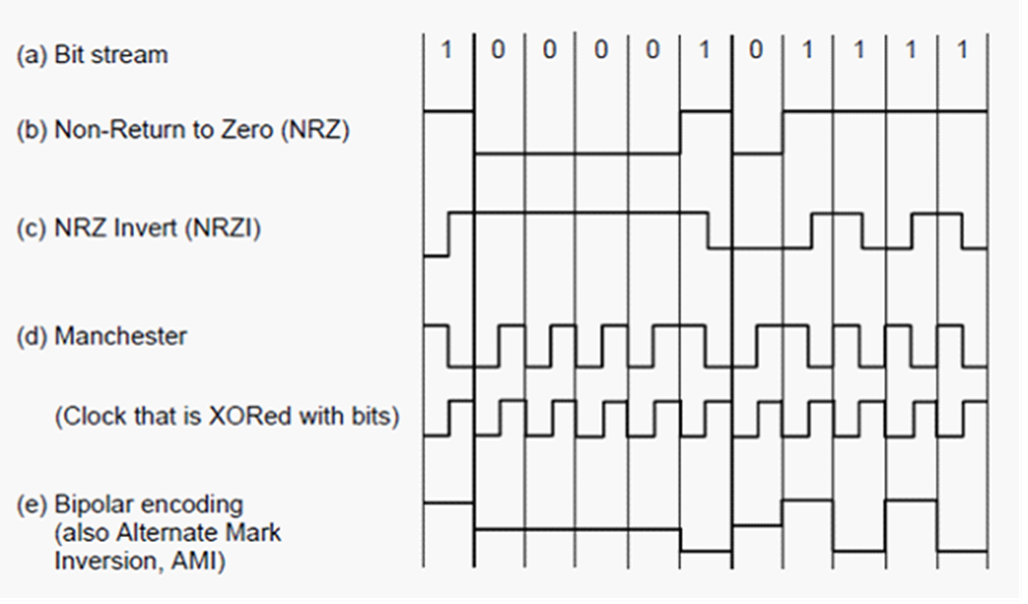 (a) Bit stream 1 0 0 0 0 1 0 1 1 1 1
(b) Non-Return to Zero (NRZ)
(c) NRZ Invert (NRZI)
(d) Manchester
(Clock that is XORed with bits)
(e) Bipolar encoding
(also Alternate Mark
Inversion, AMI)